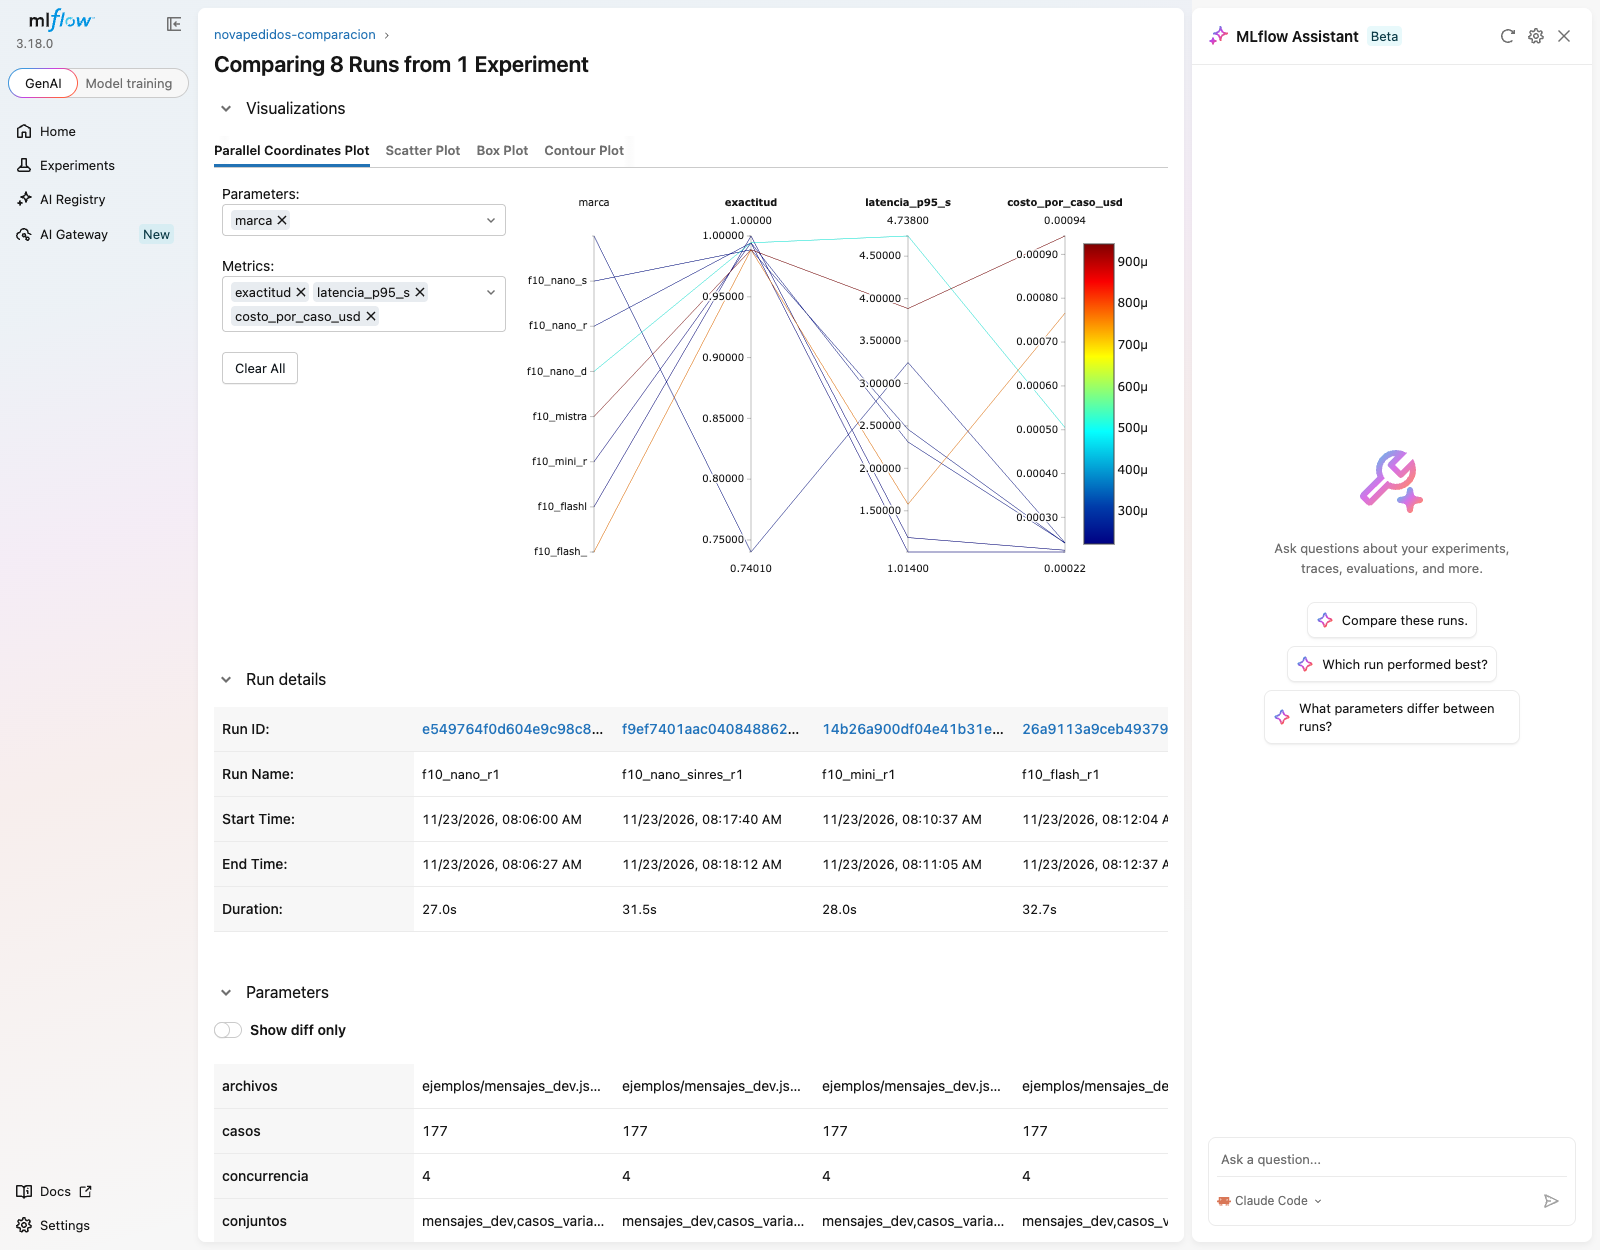 mlflow
3.18.0
GenAI
Model training
Home
Experiments
AI Registry
AI Gateway
New
Docs
Settings
novapedidos-comparacion
Comparing 8 Runs from 1 Experiment
Visualizations
Parallel Coordinates Plot
Scatter Plot
Box Plot
Contour Plot
Parameters:
marca
Metrics:
exactitud
latencia_p95_s
costo_por_caso_usd
Clear All
marca
f10_nano_s
f10_nano_r
f10_nano_d
f10_mistra
f10_mini_r
f10_flashl
f10_flash_
exactitud
1.00000
1.00000
0.95000
0.90000
0.85000
0.80000
0.75000
0.74010
latencia_p95_s
4.73800
4.50000
4.00000
3.50000
3.00000
2.50000
2.00000
1.50000
1.01400
costo_por_caso_usd
0.00094
0.00090
0.00080
0.00070
0.00060
0.00050
0.00040
0.00030
0.00022
900μ
800μ
700μ
600μ
500μ
400μ
300μ
Run details
Run ID: e549764f0d604e9c98c8... f9ef7401aac040848862... 14b26a900df04e41b31e... 26a9113a9ceb49379
Run Name: f10_nano_r1 f10_nano_sinres_r1 f10_mini_r1 f10_flash_r1
Start Time: 11/23/2026, 08:06:00 AM 11/23/2026, 08:17:40 AM 11/23/2026, 08:10:37 AM 11/23/2026, 08:12:04 A
End Time: 11/23/2026, 08:06:27 AM 11/23/2026, 08:18:12 AM 11/23/2026, 08:11:05 AM 11/23/2026, 08:12:37 A
Duration: 27.0s 31.5s 28.0s 32.7s
Parameters
Show diff only
archivos ejemplos/mensajes_dev.js... ejemplos/mensajes_dev.js... ejemplos/mensajes_dev.js... ejemplos/mensajes_de
casos 177 177 177 177
concurrencia 4 4 4 4
conjuntos mensajes_dev,casos_varia... mensajes_dev,casos_varia... mensajes_dev,casos_varia... mensajes_dev,casos_v
MLflow Assistant
Beta
Ask questions about your experiments,
traces, evaluations, and more.
Compare these runs.
Which run performed best?
What parameters differ between
runs?
Ask a question...
Claude Code